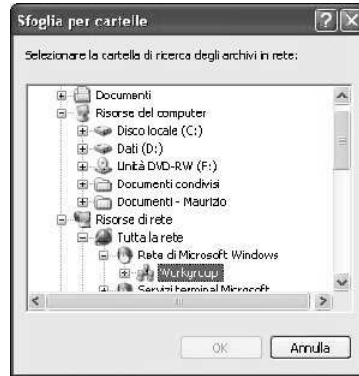 Sfoglia per cartelle
Selezionare la cartella di ricerca degli archivi in rete:
Documenti
Risorse del computer
Disco locale (C:)
Dati (D:)
Unità DVD-RW (F:)
Documenti condivisi
Documenti - Maurizio
Risorse di rete
Tutta la rete
Rete di Microsoft Windows
Workgroup
Servizi terminal Microsoft
OK
Annulla